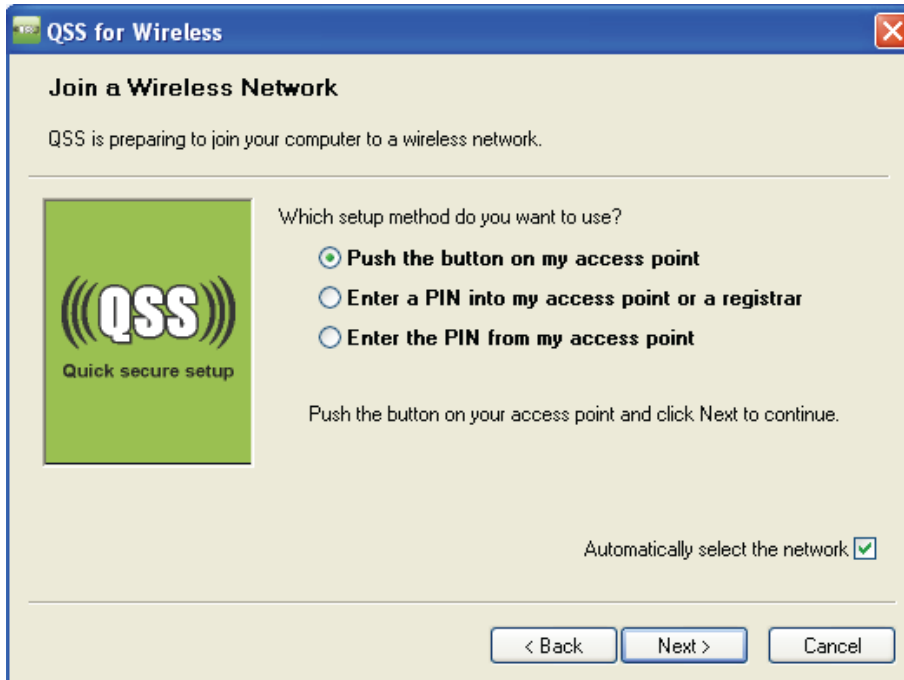 QSS for Wireless
Join a Wireless Network
QSS is preparing to join your computer to a wireless network.
Which setup method do you want to use?
Push the button on my access point
Enter a PIN into my access point or a registrar
Enter the PIN from my access point
(((QSS)))
Quick secure setup
Push the button on your access point and click Next to continue.
Automatically select the network
< Back
Next >
Cancel